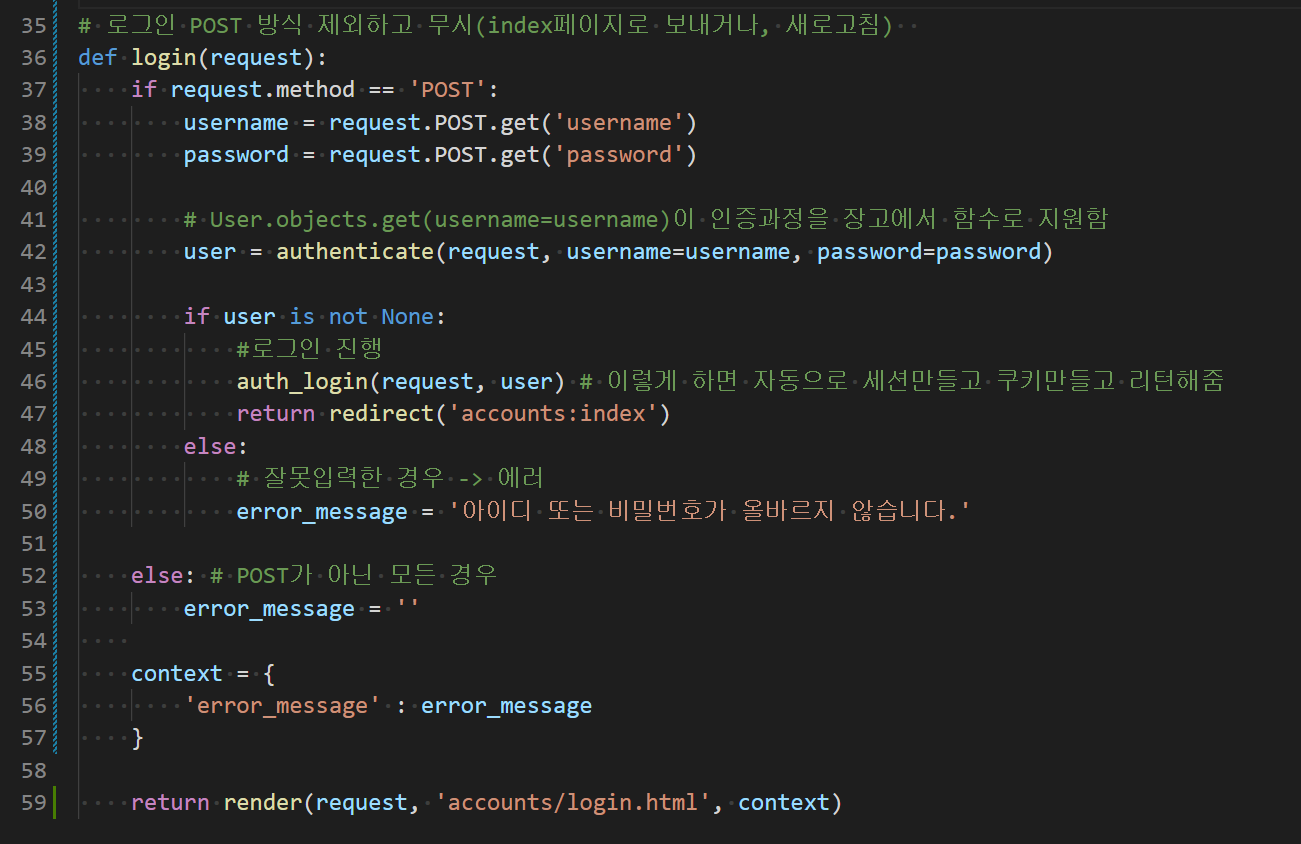 35 # 로그인 POST 방식 제외하고 무시(index페이지로 보내거나, 새로고침)
36 def login(request):
37     if request.method == 'POST':
38         username = request.POST.get('username')
39         password = request.POST.get('password')
40
41         # User.objects.get(username=username)이 인증과정을 장고에서 함수로 지원함
42         user = authenticate(request, username=username, password=password)
43
44         if user is not None:
45             #로그인 진행
46             auth_login(request, user) # 이렇게 하면 자동으로 세션만들고 쿠키만들고 리턴해줌
47             return redirect('accounts:index')
48         else:
49             # 잘못입력한 경우 -> 에러
50             error_message = '아이디 또는 비밀번호가 올바르지 않습니다.'
51
52     else: # POST가 아닌 모든 경우
53         error_message = ''
54
55     context = {
56         'error_message' : error_message
57     }
58
59     return render(request, 'accounts/login.html', context)